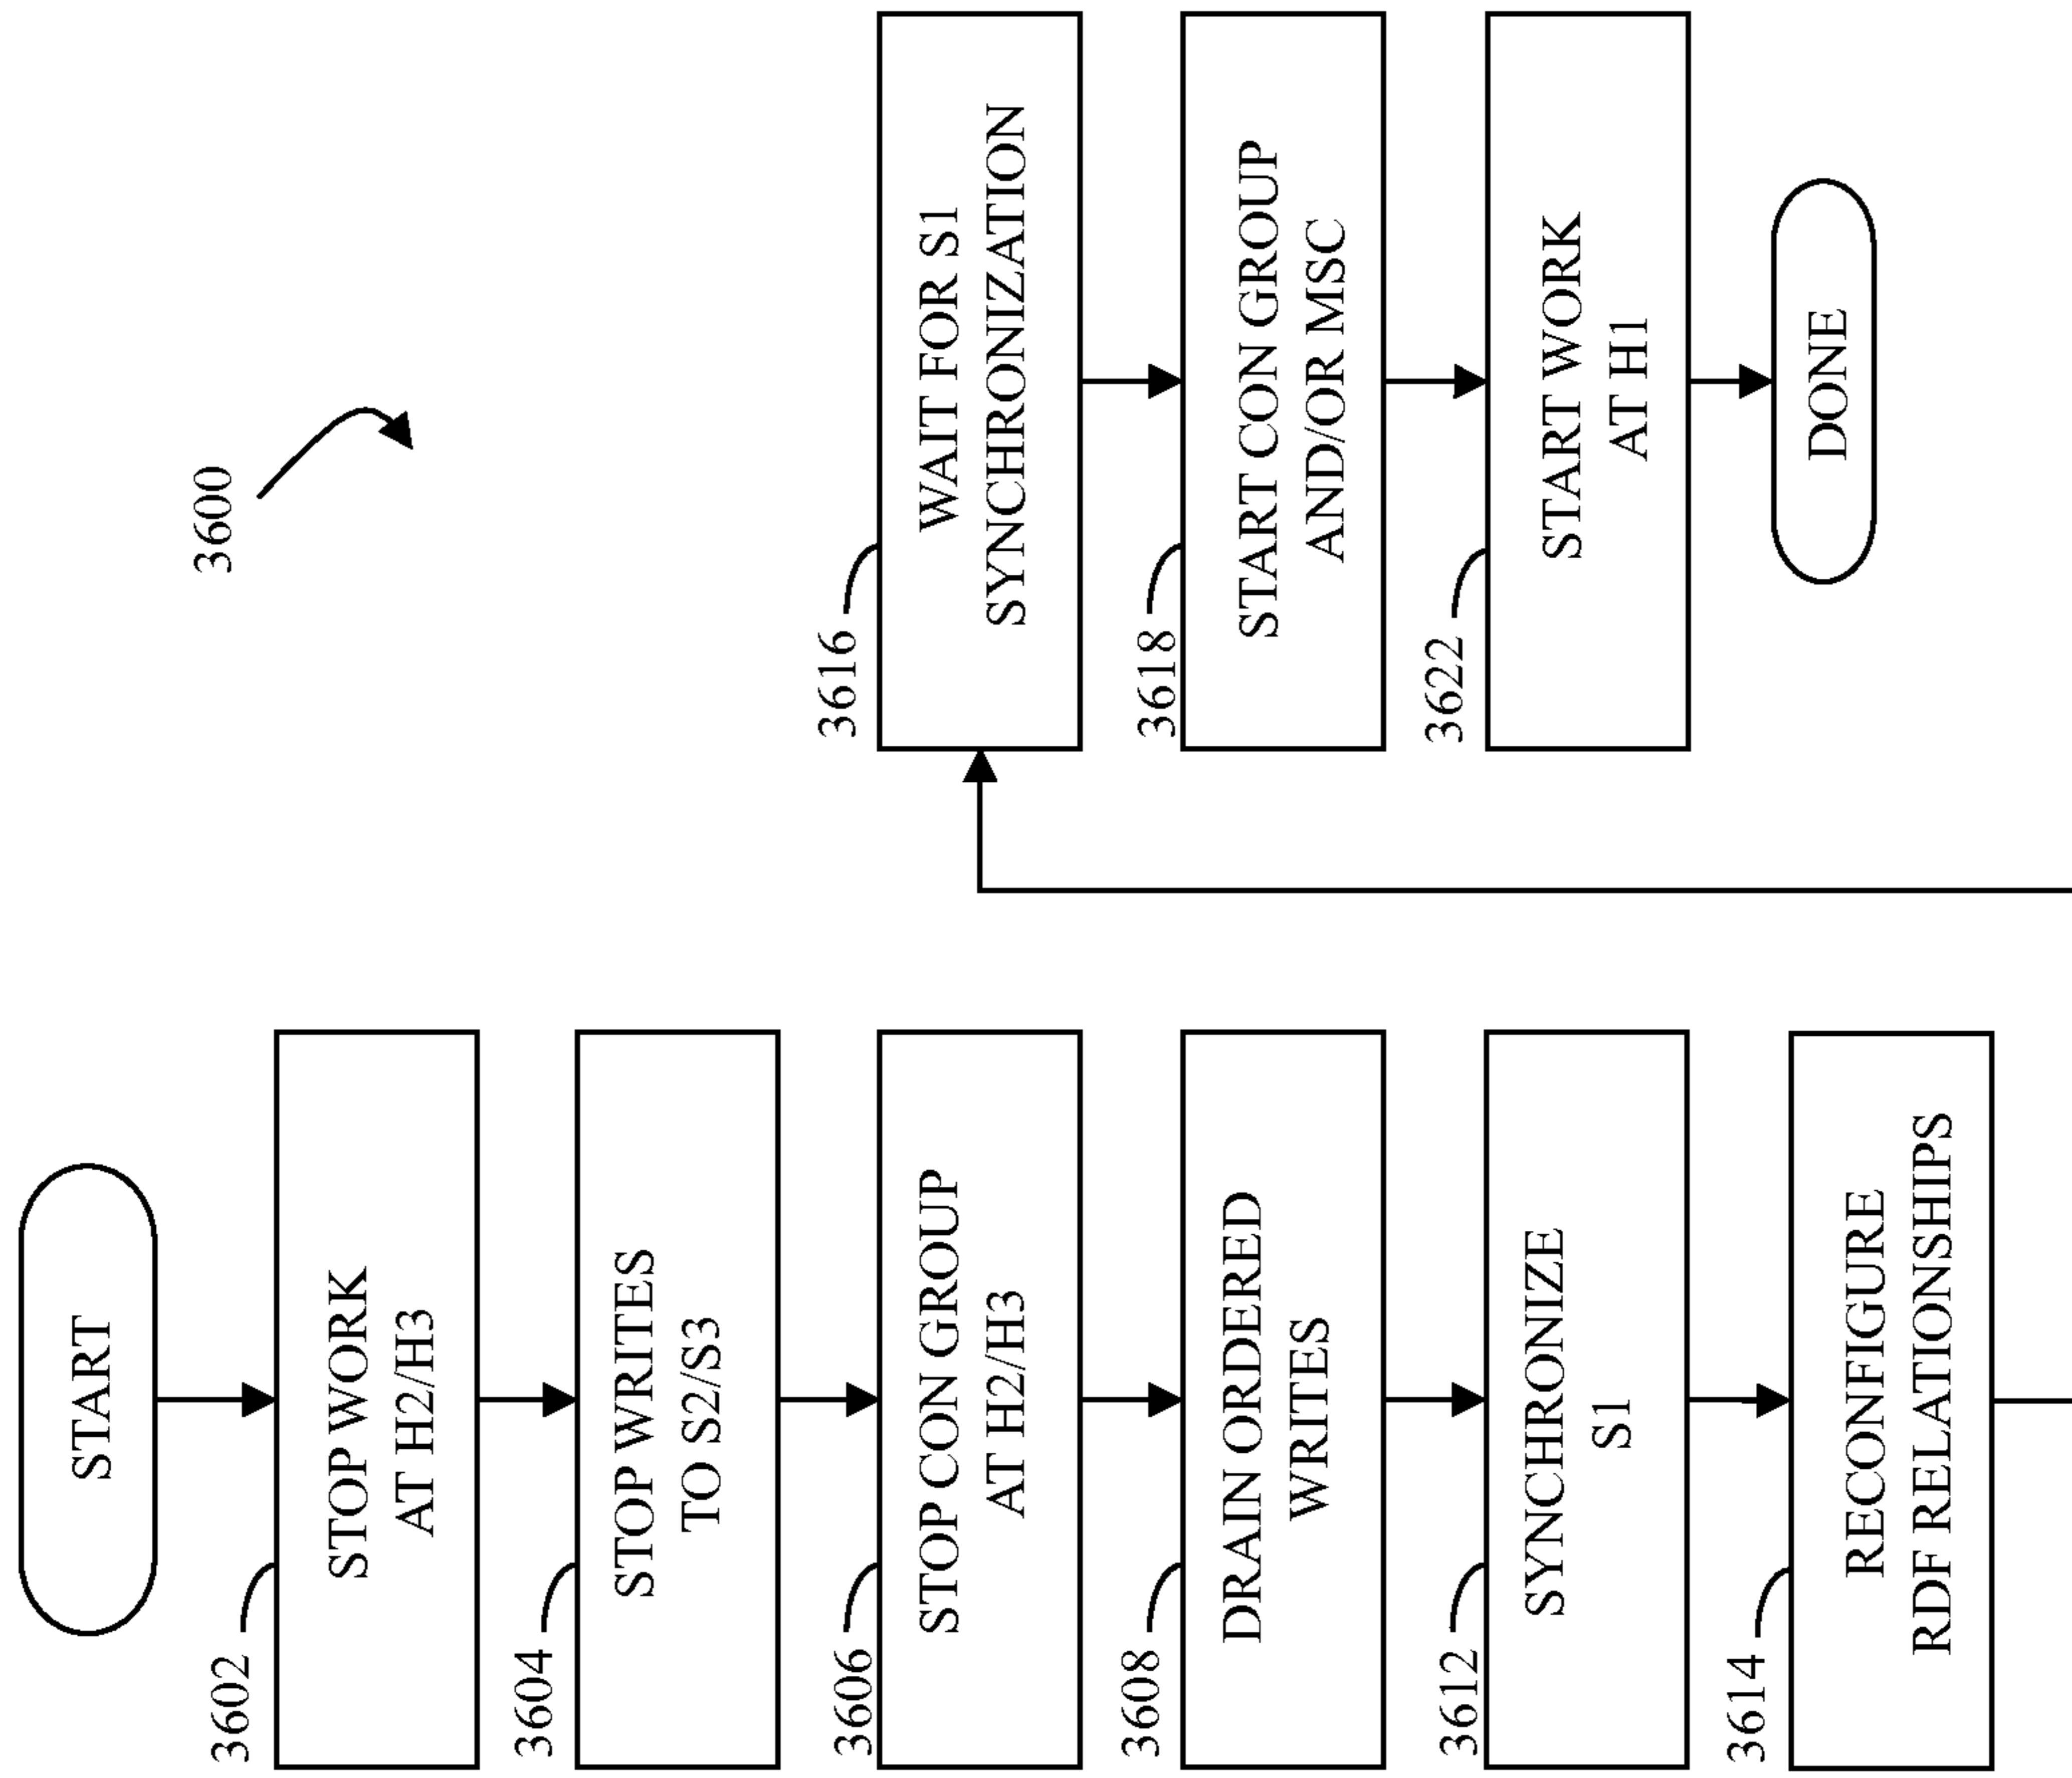 3600
START
3602
STOP WORK
AT H2/H3
3604
STOP WRITES
TO S2/S3
3606
STOP CON GROUP
AT H2/H3
3608
DRAIN ORDERED
WRITES
3612
SYNCHRONIZE
S1
3614
RECONFIGURE
RDF RELATIONSHIPS
3616
WAIT FOR S1
SYNCHRONIZATION
3618
START CON GROUP
AND/OR MSC
3622
START WORK
AT H1
DONE